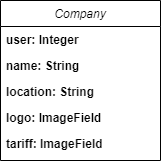 Company
user: Integer
name: String
location: String
logo: ImageField
tariff: ImageField